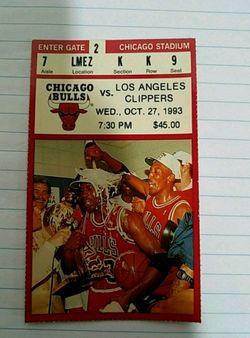 ENTER GATE 2 CHICAGO STADIUM
7 LMEZ K K 9
Aisle Location Section Row Seat
CHICAGO BULLS VS. LOS ANGELES CLIPPERS
WED., OCT. 27, 1993
7:30 PM $45.00
BULLS